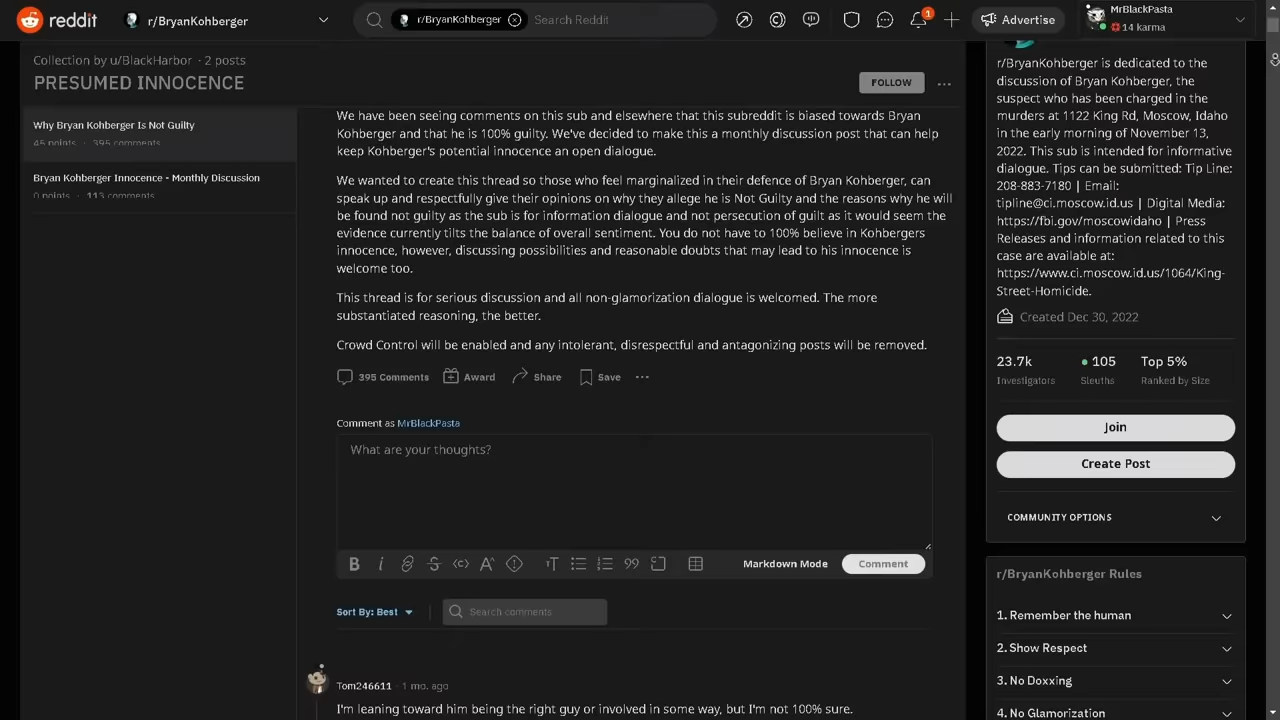 reddit
r/BryanKohberger
r/BryanKohberger
Search Reddit
1
Advertise
MrBlackPasta
14 karma
Collection by u/BlackHarbor · 2 posts
PRESUMED INNOCENCE
FOLLOW
Why Bryan Kohberger Is Not Guilty
45 points · 395 comments
Bryan Kohberger Innocence - Monthly Discussion
0 points · 113 comments
We have been seeing comments on this sub and elsewhere that this subreddit is biased towards Bryan
Kohberger and that he is 100% guilty. We've decided to make this a monthly discussion post that can help
keep Kohberger's potential innocence an open dialogue.
We wanted to create this thread so those who feel marginalized in their defence of Bryan Kohberger, can
speak up and respectfully give their opinions on why they allege he is Not Guilty and the reasons why he will
be found not guilty as the sub is for information dialogue and not persecution of guilt as it would seem the
evidence currently tilts the balance of overall sentiment. You do not have to 100% believe in Kohbergers
innocence, however, discussing possibilities and reasonable doubts that may lead to his innocence is
welcome too.
This thread is for serious discussion and all non-glamorization dialogue is welcomed. The more
substantiated reasoning, the better.
Crowd Control will be enabled and any intolerant, disrespectful and antagonizing posts will be removed.
395 Comments Award Share Save
Comment as MrBlackPasta
What are your thoughts?
Markdown Mode
Comment
Sort By: Best
Search comments
Tom246611 · 1 mo. ago
I'm leaning toward him being the right guy or involved in some way, but I'm not 100% sure.
r/BryanKohberger is dedicated to the
discussion of Bryan Kohberger, the
suspect who has been charged in the
murders at 1122 King Rd, Moscow, Idaho
in the early morning of November 13,
2022. This sub is intended for informative
dialogue. Tips can be submitted: Tip Line:
208-883-7180 | Email:
tipline@ci.moscow.id.us | Digital Media:
https://fbi.gov/moscowidaho | Press
Releases and information related to this
case are available at:
https://www.ci.moscow.id.us/1064/King-
Street-Homicide.
Created Dec 30, 2022
23.7k 105 Top 5%
Investigators Sleuths Ranked by Size
Join
Create Post
COMMUNITY OPTIONS
r/BryanKohberger Rules
1. Remember the human
2. Show Respect
3. No Doxxing
4. No Glamorization